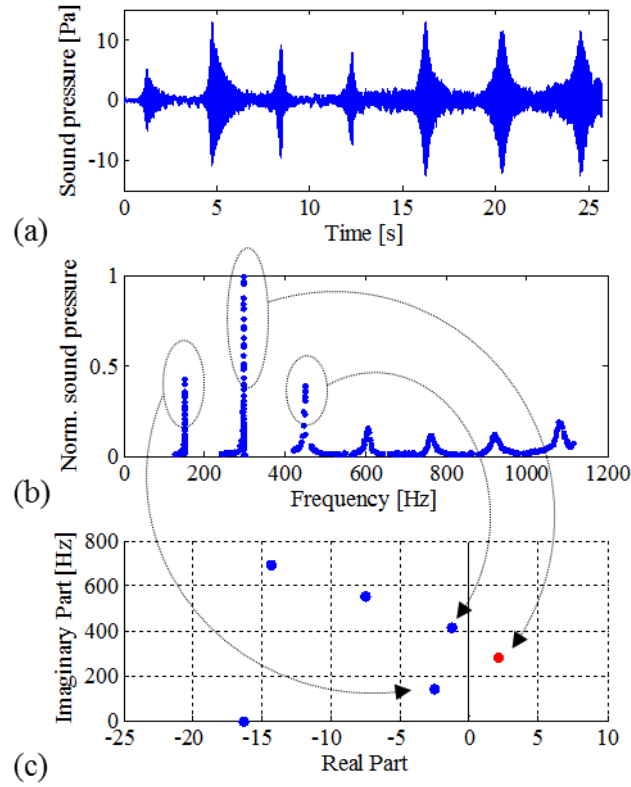 Sound pressure [Pa]
10
0
-10
0 5 10 15 20 25
Time [s]
(a)
Norm. sound pressure
1
0.5
0
0 200 400 600 800 1000 1200
Frequency [Hz]
(b)
Imaginary Part [Hz]
800
600
400
200
0
-25 -20 -15 -10 -5 0 5 10
Real Part
(c)